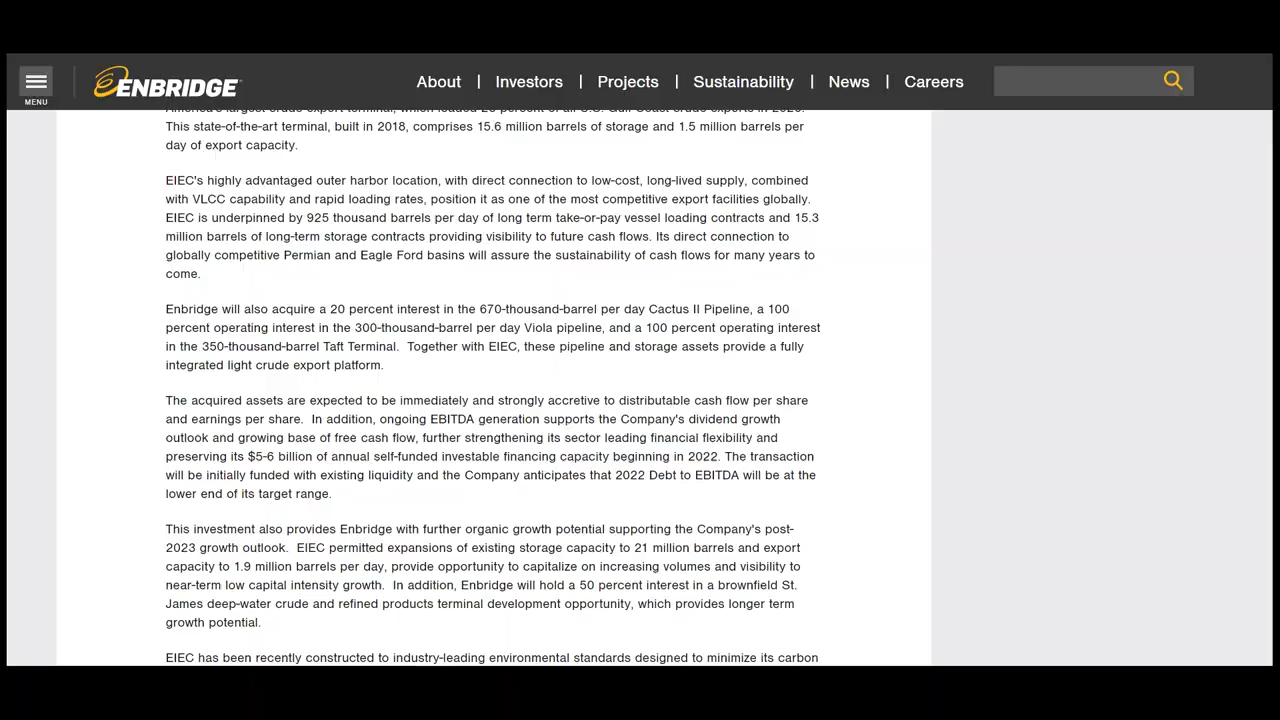 ENBRIDGE
About | Investors | Projects | Sustainability | News | Careers
MENU
America's largest crude export terminal, which loaded 25 percent of all U.S. Gulf Coast crude exports in 2020.
This state-of-the-art terminal, built in 2018, comprises 15.6 million barrels of storage and 1.5 million barrels per
day of export capacity.
EIEC's highly advantaged outer harbor location, with direct connection to low-cost, long-lived supply, combined
with VLCC capability and rapid loading rates, position it as one of the most competitive export facilities globally.
EIEC is underpinned by 925 thousand barrels per day of long term take-or-pay vessel loading contracts and 15.3
million barrels of long-term storage contracts providing visibility to future cash flows. Its direct connection to
globally competitive Permian and Eagle Ford basins will assure the sustainability of cash flows for many years to
come.
Enbridge will also acquire a 20 percent interest in the 670-thousand-barrel per day Cactus II Pipeline, a 100
percent operating interest in the 300-thousand-barrel per day Viola pipeline, and a 100 percent operating interest
in the 350-thousand-barrel Taft Terminal.  Together with EIEC, these pipeline and storage assets provide a fully
integrated light crude export platform.
The acquired assets are expected to be immediately and strongly accretive to distributable cash flow per share
and earnings per share.  In addition, ongoing EBITDA generation supports the Company's dividend growth
outlook and growing base of free cash flow, further strengthening its sector leading financial flexibility and
preserving its $5-6 billion of annual self-funded investable financing capacity beginning in 2022. The transaction
will be initially funded with existing liquidity and the Company anticipates that 2022 Debt to EBITDA will be at the
lower end of its target range.
This investment also provides Enbridge with further organic growth potential supporting the Company's post-
2023 growth outlook.  EIEC permitted expansions of existing storage capacity to 21 million barrels and export
capacity to 1.9 million barrels per day, provide opportunity to capitalize on increasing volumes and visibility to
near-term low capital intensity growth.  In addition, Enbridge will hold a 50 percent interest in a brownfield St.
James deep-water crude and refined products terminal development opportunity, which provides longer term
growth potential.
EIEC has been recently constructed to industry-leading environmental standards designed to minimize its carbon